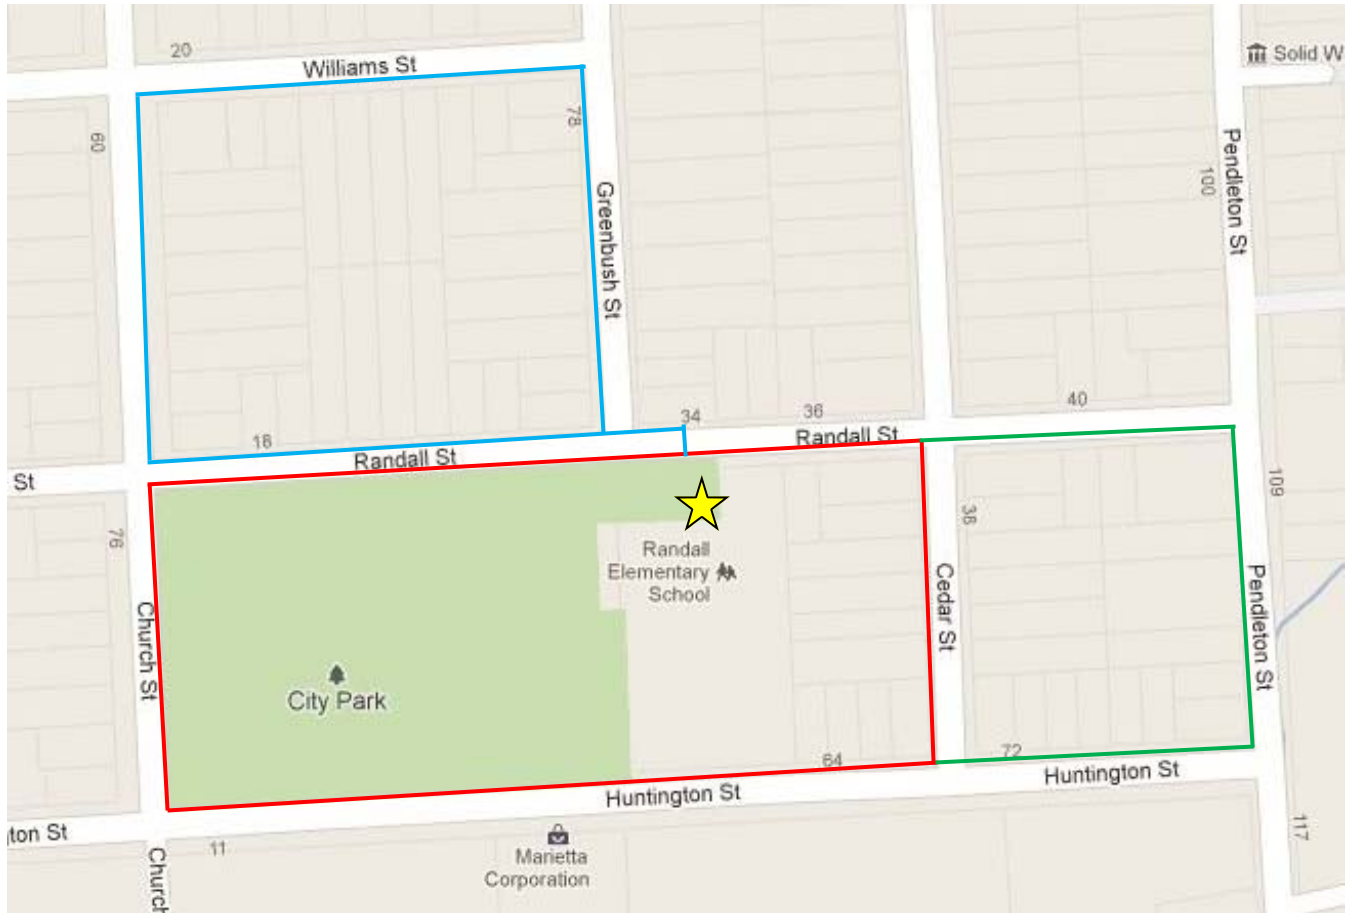 20
Williams St
Solid W
60
78
Pendleton St
100
Greenbush St
34
36
40
16
Randall St
Randall St
St
109
76
36
Randall
Elementary
School
Cedar St
Pendleton St
Church St
City Park
64
72
Huntington St
Huntington St
gton St
11
117
Church
Marietta
Corporation